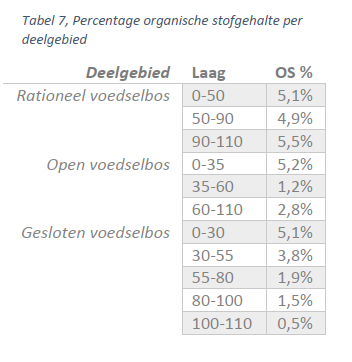 Tabel 7, Percentage organische stofgehalte per
deelgebied
Deelgebied Laag OS %
Rationeel voedselbos 0-50 5,1%
50-90 4,9%
90-110 5,5%
Open voedselbos 0-35 5,2%
35-60 1,2%
60-110 2,8%
Gesloten voedselbos 0-30 5,1%
30-55 3,8%
55-80 1,9%
80-100 1,5%
100-110 0,5%